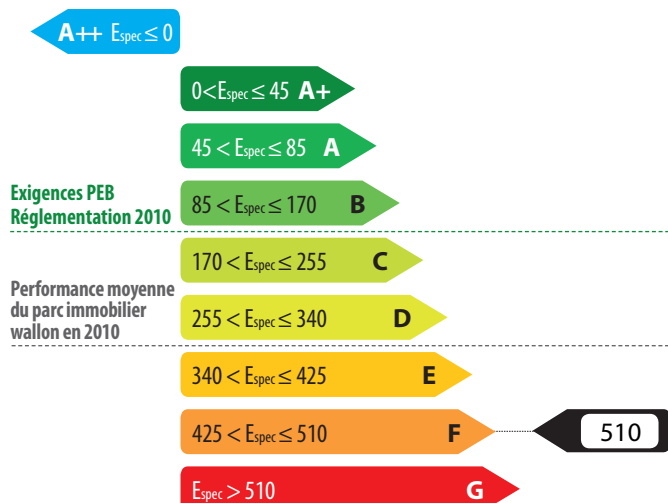 A++ Espec ≤ 0
0<Espec ≤ 45 A+
45 < Espec ≤ 85 A
Exigences PEB
Réglementation 2010
85 < Espec ≤ 170 B
170 < Espec ≤ 255 C
Performance moyenne
du parc immobilier
wallon en 2010
255 < Espec ≤ 340 D
340 < Espec ≤ 425 E
425 < Espec ≤ 510 F
510
Espec > 510 G